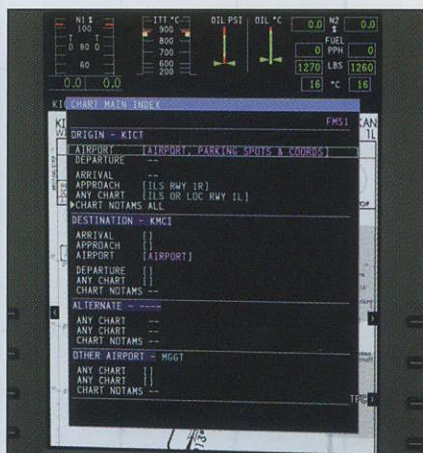 N1 % ITT °C OIL PSI OIL °C 0.0 N2 % 0.0
100 900
80 800
700
60 600
200
FUEL
0 PPH 0
1270 LBS 1260
0.0 0.0 16 °C 16
CHART MAIN INDEX
FMS1
ORIGIN - KICT
AIRPORT [AIRPORT, PARKING SPOTS & COORDS]
DEPARTURE --
ARRIVAL --
APPROACH [ILS RWY 1R]
ANY CHART [ILS OR LOC RWY 1L]
CHART NOTAMS ALL
DESTINATION - KMCI
ARRIVAL []
APPROACH []
AIRPORT [AIRPORT]
DEPARTURE []
ANY CHART []
CHART NOTAMS --
ALTERNATE - ----
ANY CHART --
ANY CHART --
CHART NOTAMS --
OTHER AIRPORT - MGGT
ANY CHART []
ANY CHART []
CHART NOTAMS --